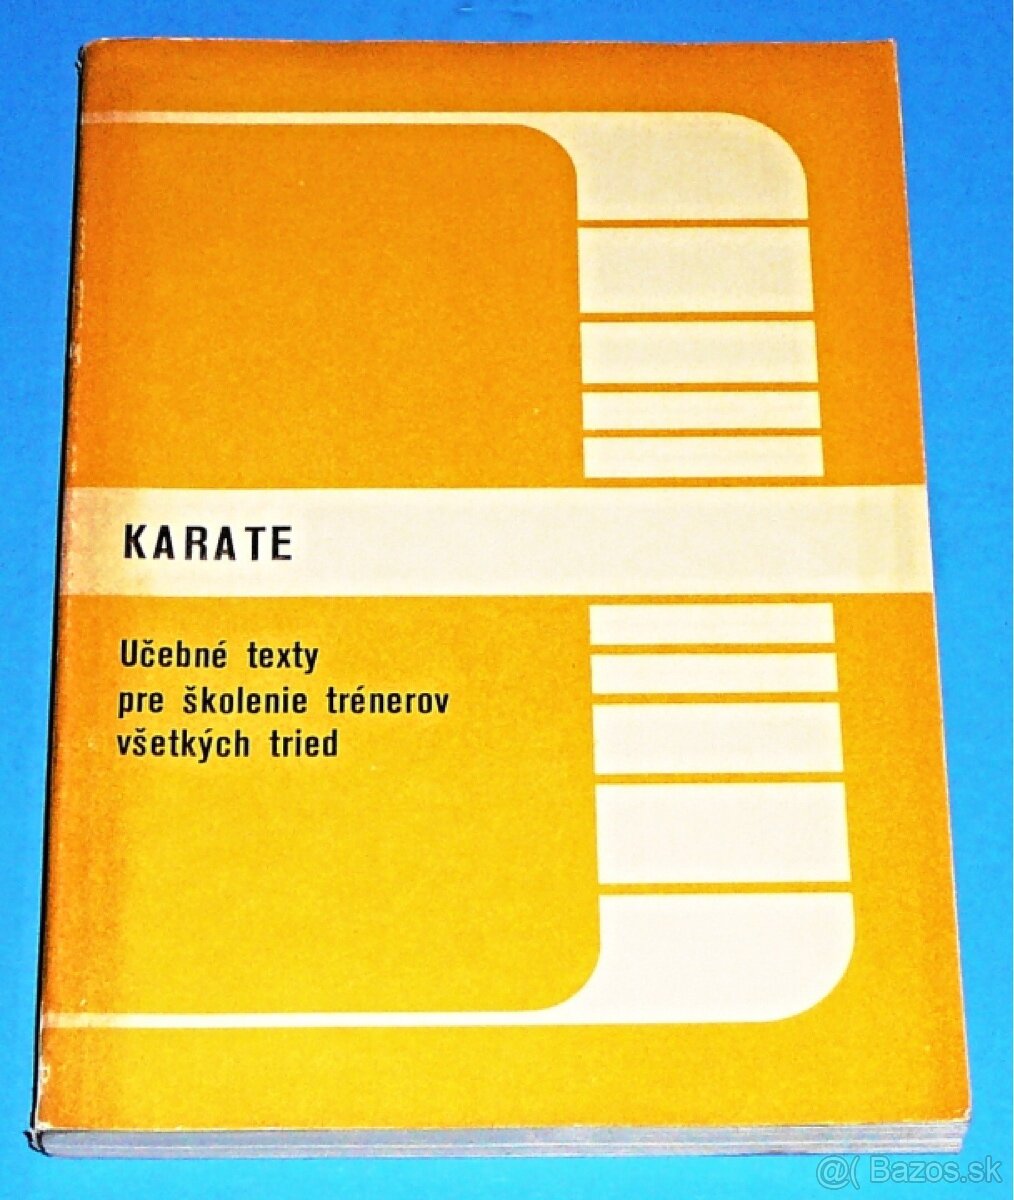 KARATE
Učebné texty
pre školenie trénerov
všetkých tried
@( Bazos.sk